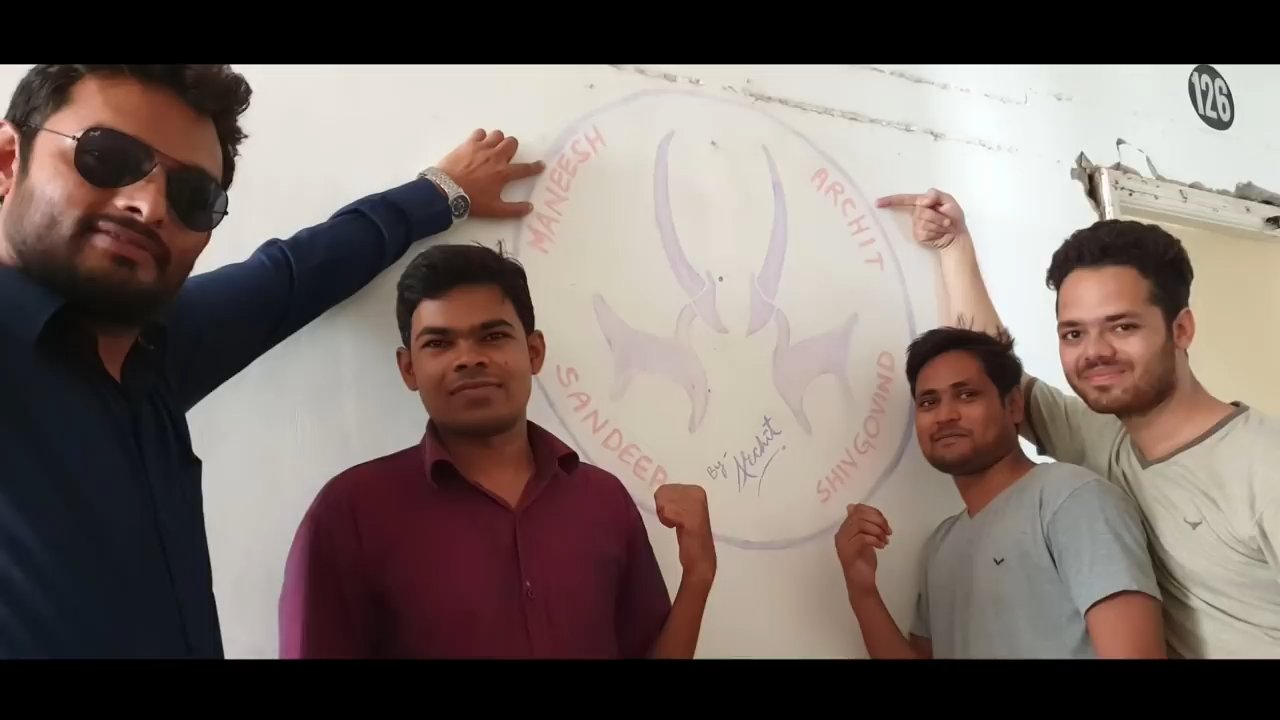 126
MANEESH
ARCHIT
SANDEEP
SHIVGOVIND
By: Archit